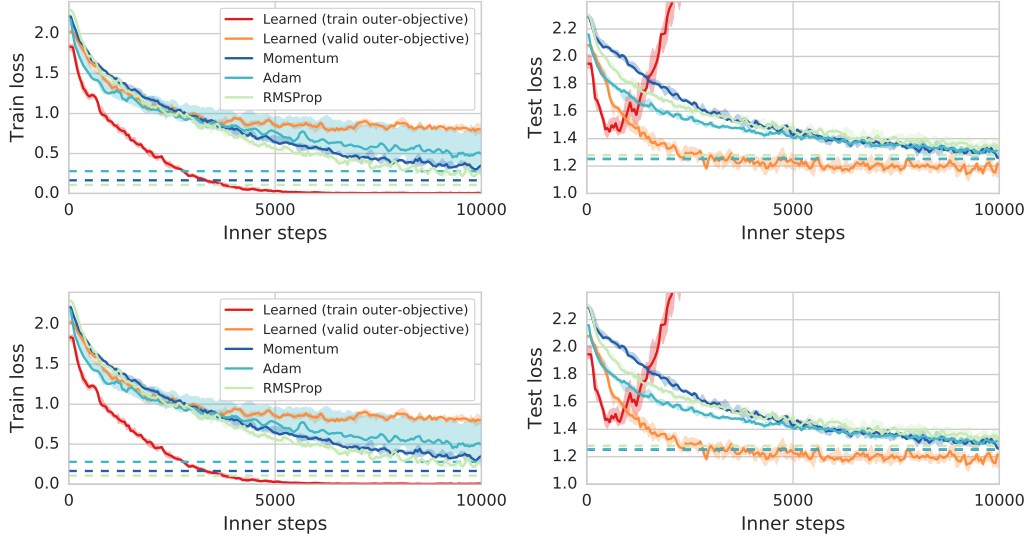 Train loss
2.0
1.5
1.0
0.5
0.0
0
5000
10000
Inner steps
Learned (train outer-objective)
Learned (valid outer-objective)
Momentum
Adam
RMSProp
Test loss
2.2
2.0
1.8
1.6
1.4
1.2
1.0
0
5000
10000
Inner steps
Train loss
2.0
1.5
1.0
0.5
0.0
0
5000
10000
Inner steps
Learned (train outer-objective)
Learned (valid outer-objective)
Momentum
Adam
RMSProp
Test loss
2.2
2.0
1.8
1.6
1.4
1.2
1.0
0
5000
10000
Inner steps